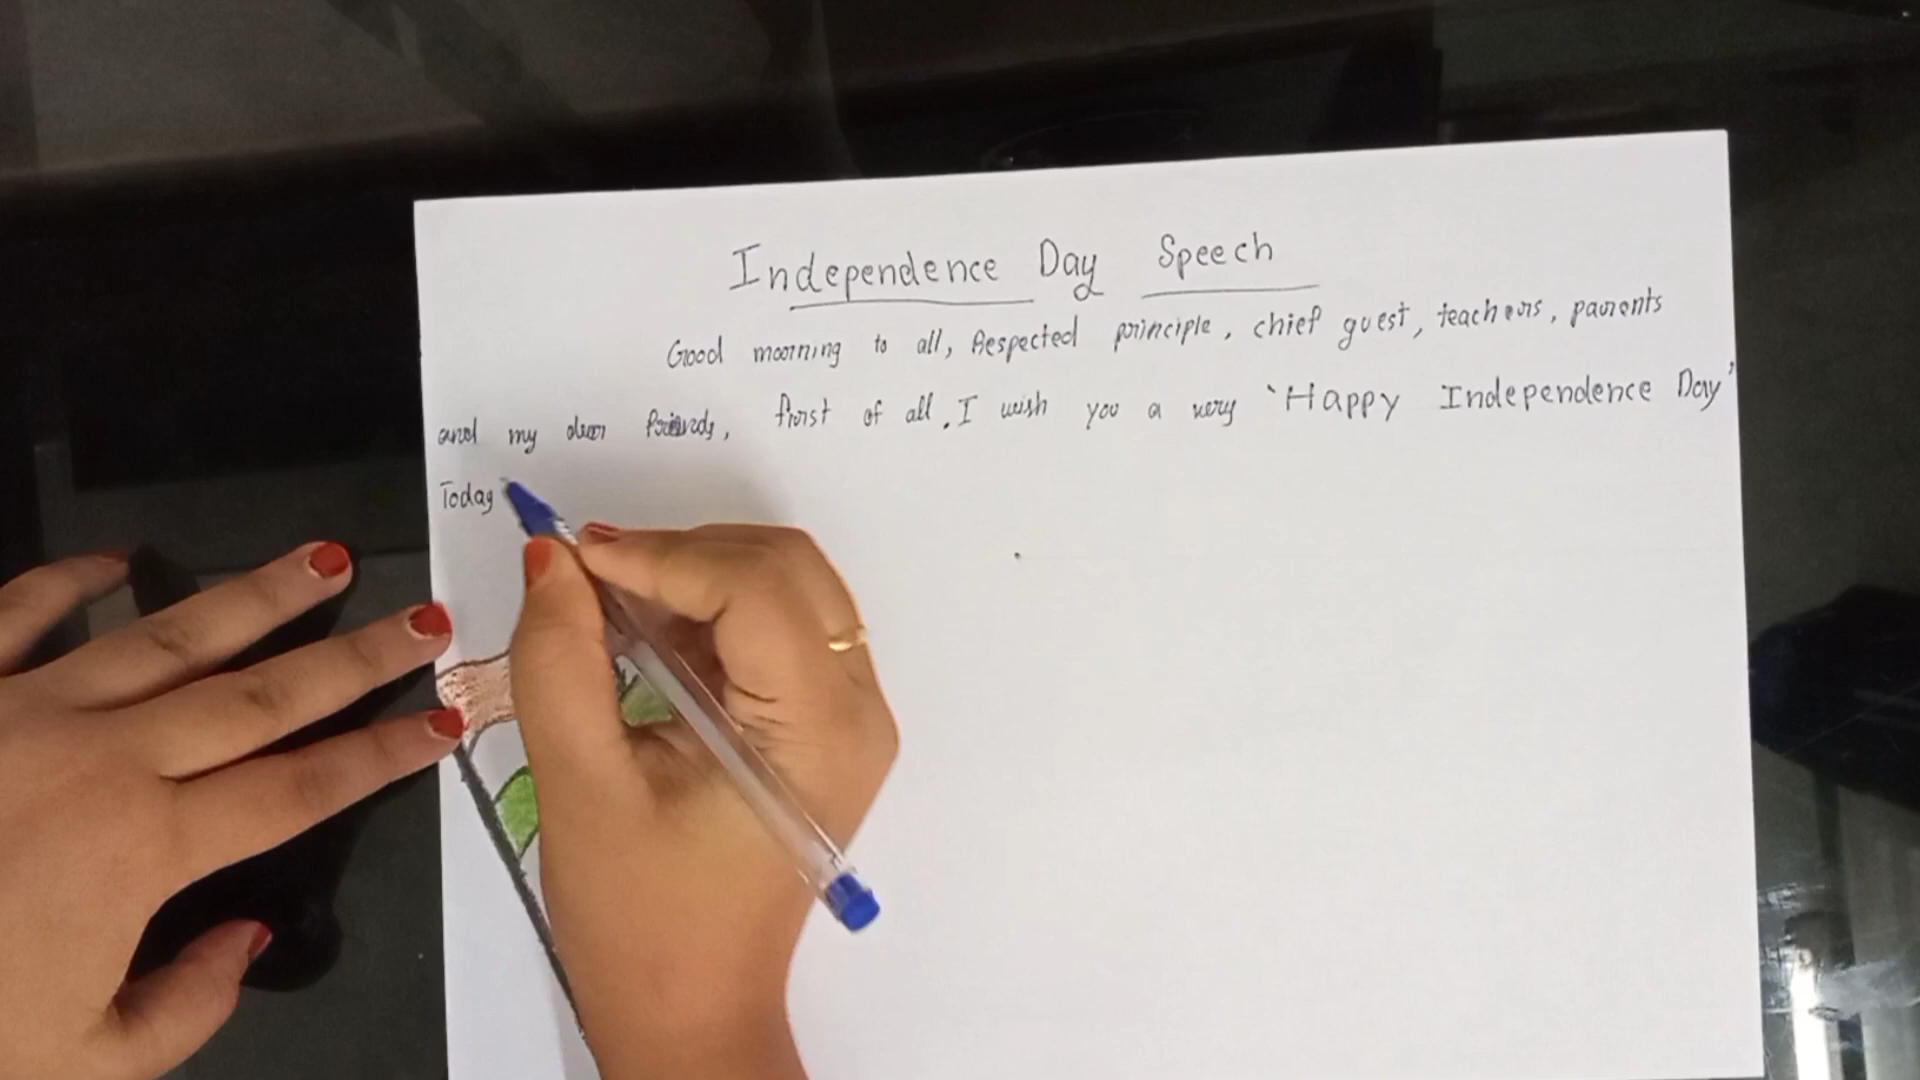 Independence Day Speech
Good morning to all, Respected principle, chief guest, teachers, parents
and my dear friends, first of all, I wish you a very 'Happy Independence Day'
Today